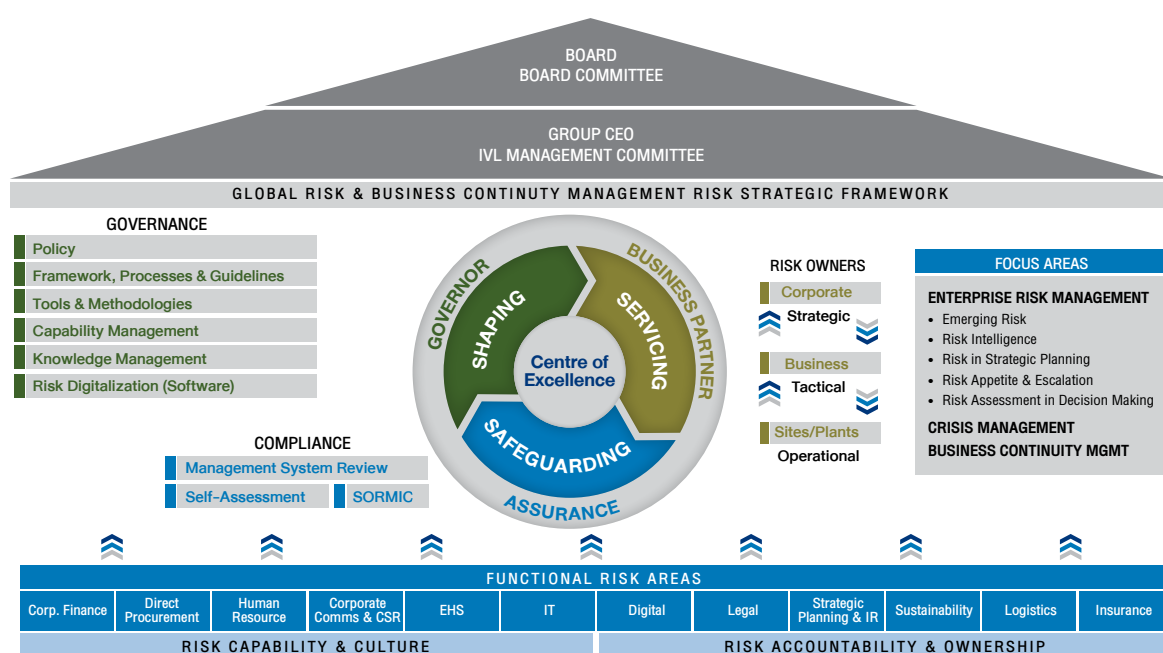 BOARD
BOARD COMMITTEE
GROUP CEO
IVL MANAGEMENT COMMITTEE
GLOBAL RISK & BUSINESS CONTINUTY MANAGEMENT RISK STRATEGIC FRAMEWORK
GOVERNANCE
Policy
Framework, Processes & Guidelines
Tools & Methodologies
Capability Management
Knowledge Management
Risk Digitalization (Software)
COMPLIANCE
Management System Review
Self-Assessment
SORMIC
GOVERNOR
BUSINESS PARTNER
ASSURANCE
SHAPING
SERVICING
SAFEGUARDING
Centre of
Excellence
RISK OWNERS
Corporate
Strategic
Business
Tactical
Sites/Plants
Operational
FOCUS AREAS
ENTERPRISE RISK MANAGEMENT
• Emerging Risk
• Risk Intelligence
• Risk in Strategic Planning
• Risk Appetite & Escalation
• Risk Assessment in Decision Making
CRISIS MANAGEMENT
BUSINESS CONTINUITY MGMT
FUNCTIONAL RISK AREAS
Corp. Finance
Direct
Procurement
Human
Resource
Corporate
Comms & CSR
EHS
IT
Digital
Legal
Strategic
Planning & IR
Sustainability
Logistics
Insurance
RISK CAPABILITY & CULTURE
RISK ACCOUNTABILITY & OWNERSHIP